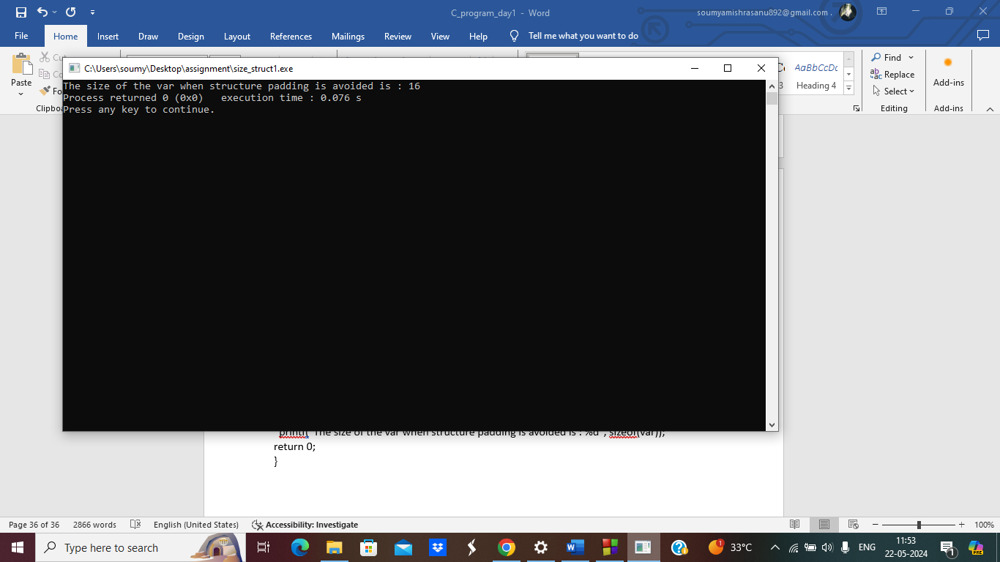 C_program_day1 - Word
soumyamishrasanu892@gmail.com .
File Home Insert Draw Design Layout References Mailings Review View Help Tell me what you want to do
Paste
Clipboa
C:\Users\soumy\Desktop\assignment\size_struct1.exe
The size of the var when structure padding is avoided is : 16
Process returned 0 (0x0)   execution time : 0.076 s
Press any key to continue.
AaBbCcDc
3 Heading 4
Find
Replace
Select
Editing
Add-ins
Add-ins
printf("The size of the var when structure padding is avoided is : %d", sizeof(var));
return 0;
}
Page 36 of 36 2866 words English (United States) Accessibility: Investigate 100%
Type here to search
33°C
ENG
11:53
22-05-2024
1
1
PRE